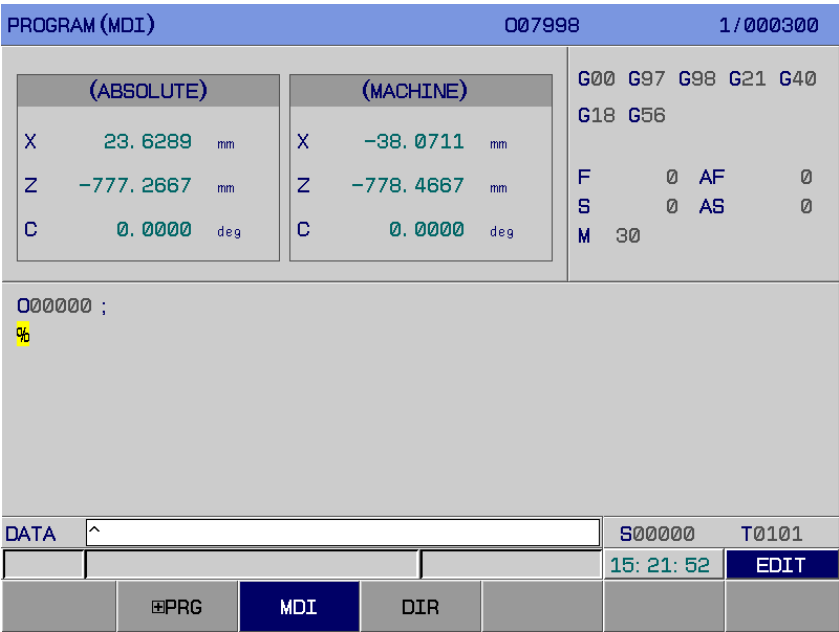 PROGRAM(MDI) O07998 1/000300
(ABSOLUTE) (MACHINE) G00 G97 G98 G21 G40
G18 G56
X 23.6289 mm X -38.0711 mm
Z -777.2667 mm Z -778.4667 mm F 0 AF 0
S 0 AS 0
C 0.0000 deg C 0.0000 deg M 30
O00000 ;
%
DATA ^ S00000 T0101
15:21:52 EDIT
⊞PRG MDI DIR